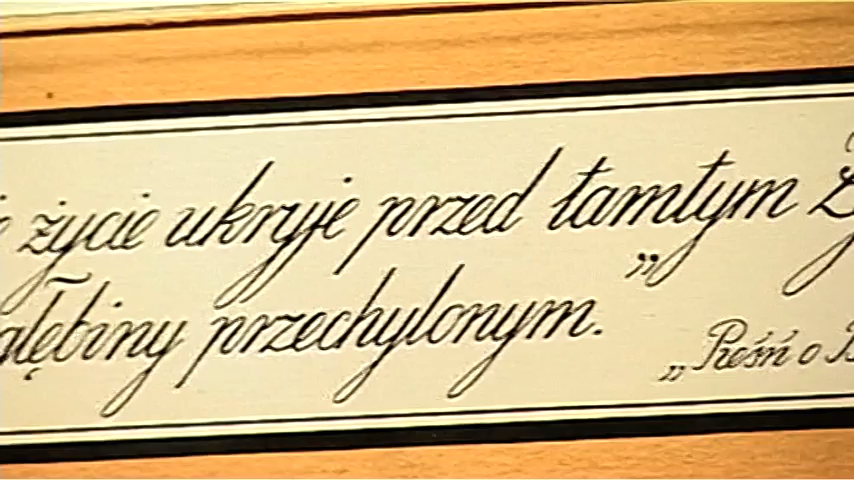 życie ukryje przed tamtym
głębiny przechylonym.”
„Pieśń o